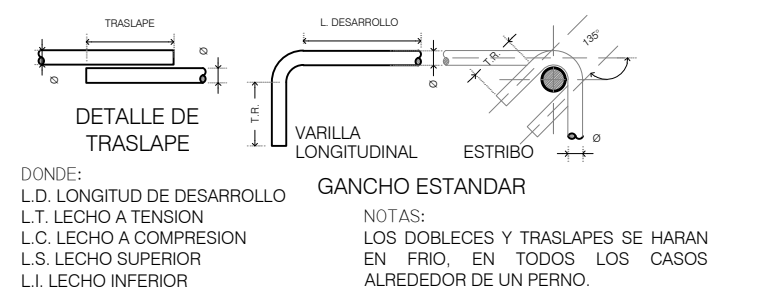 TRASLAPE
Ø
Ø
DETALLE DE
TRASLAPE
L. DESARROLLO
Ø
T.R.
VARILLA
LONGITUDINAL
T.R.
135°
Ø
ESTRIBO
GANCHO ESTANDAR
DONDE:
L.D. LONGITUD DE DESARROLLO
L.T. LECHO A TENSION
L.C. LECHO A COMPRESION
L.S. LECHO SUPERIOR
L.I. LECHO INFERIOR
NOTAS:
LOS DOBLECES Y TRASLAPES SE HARAN
EN FRIO, EN TODOS LOS CASOS
ALREDEDOR DE UN PERNO.